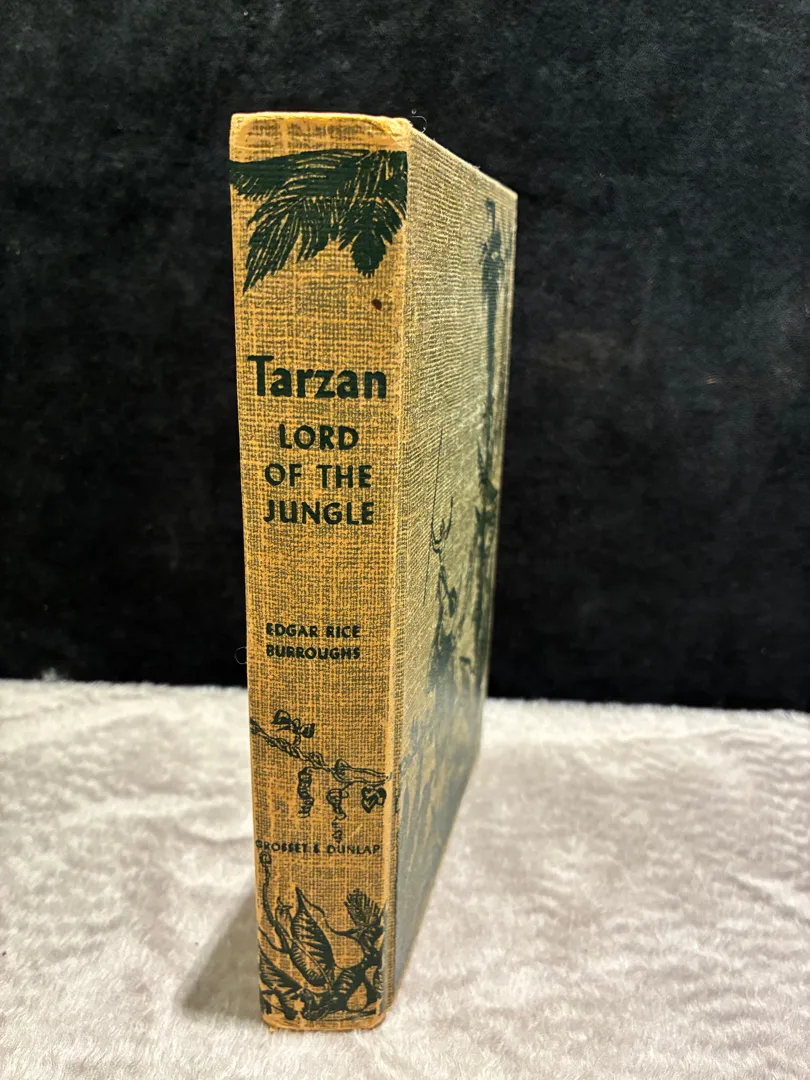 Tarzan
LORD
OF THE
JUNGLE
EDGAR RICE
BURROUGHS
GROSSET & DUNLAP